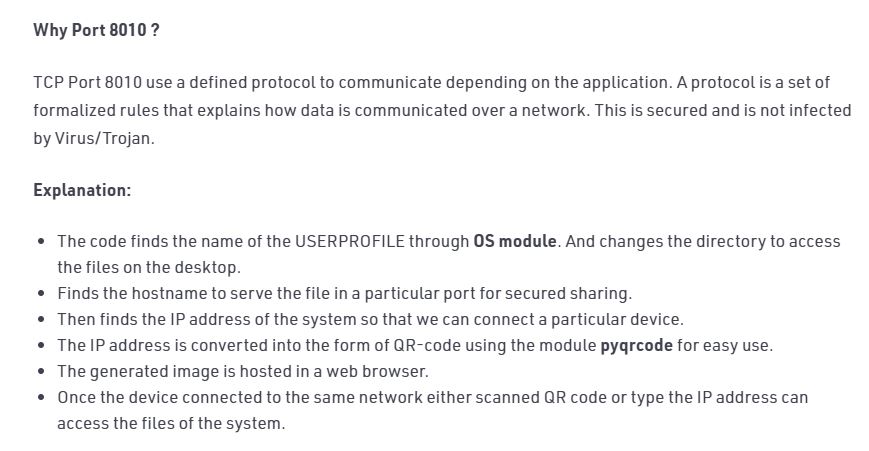 Why Port 8010 ?
TCP Port 8010 use a defined protocol to communicate depending on the application. A protocol is a set of
formalized rules that explains how data is communicated over a network. This is secured and is not infected
by Virus/Trojan.
Explanation:
• The code finds the name of the USERPROFILE through OS module. And changes the directory to access
the files on the desktop.
• Finds the hostname to serve the file in a particular port for secured sharing.
• Then finds the IP address of the system so that we can connect a particular device.
• The IP address is converted into the form of QR-code using the module pyqrcode for easy use.
• The generated image is hosted in a web browser.
• Once the device connected to the same network either scanned QR code or type the IP address can
access the files of the system.